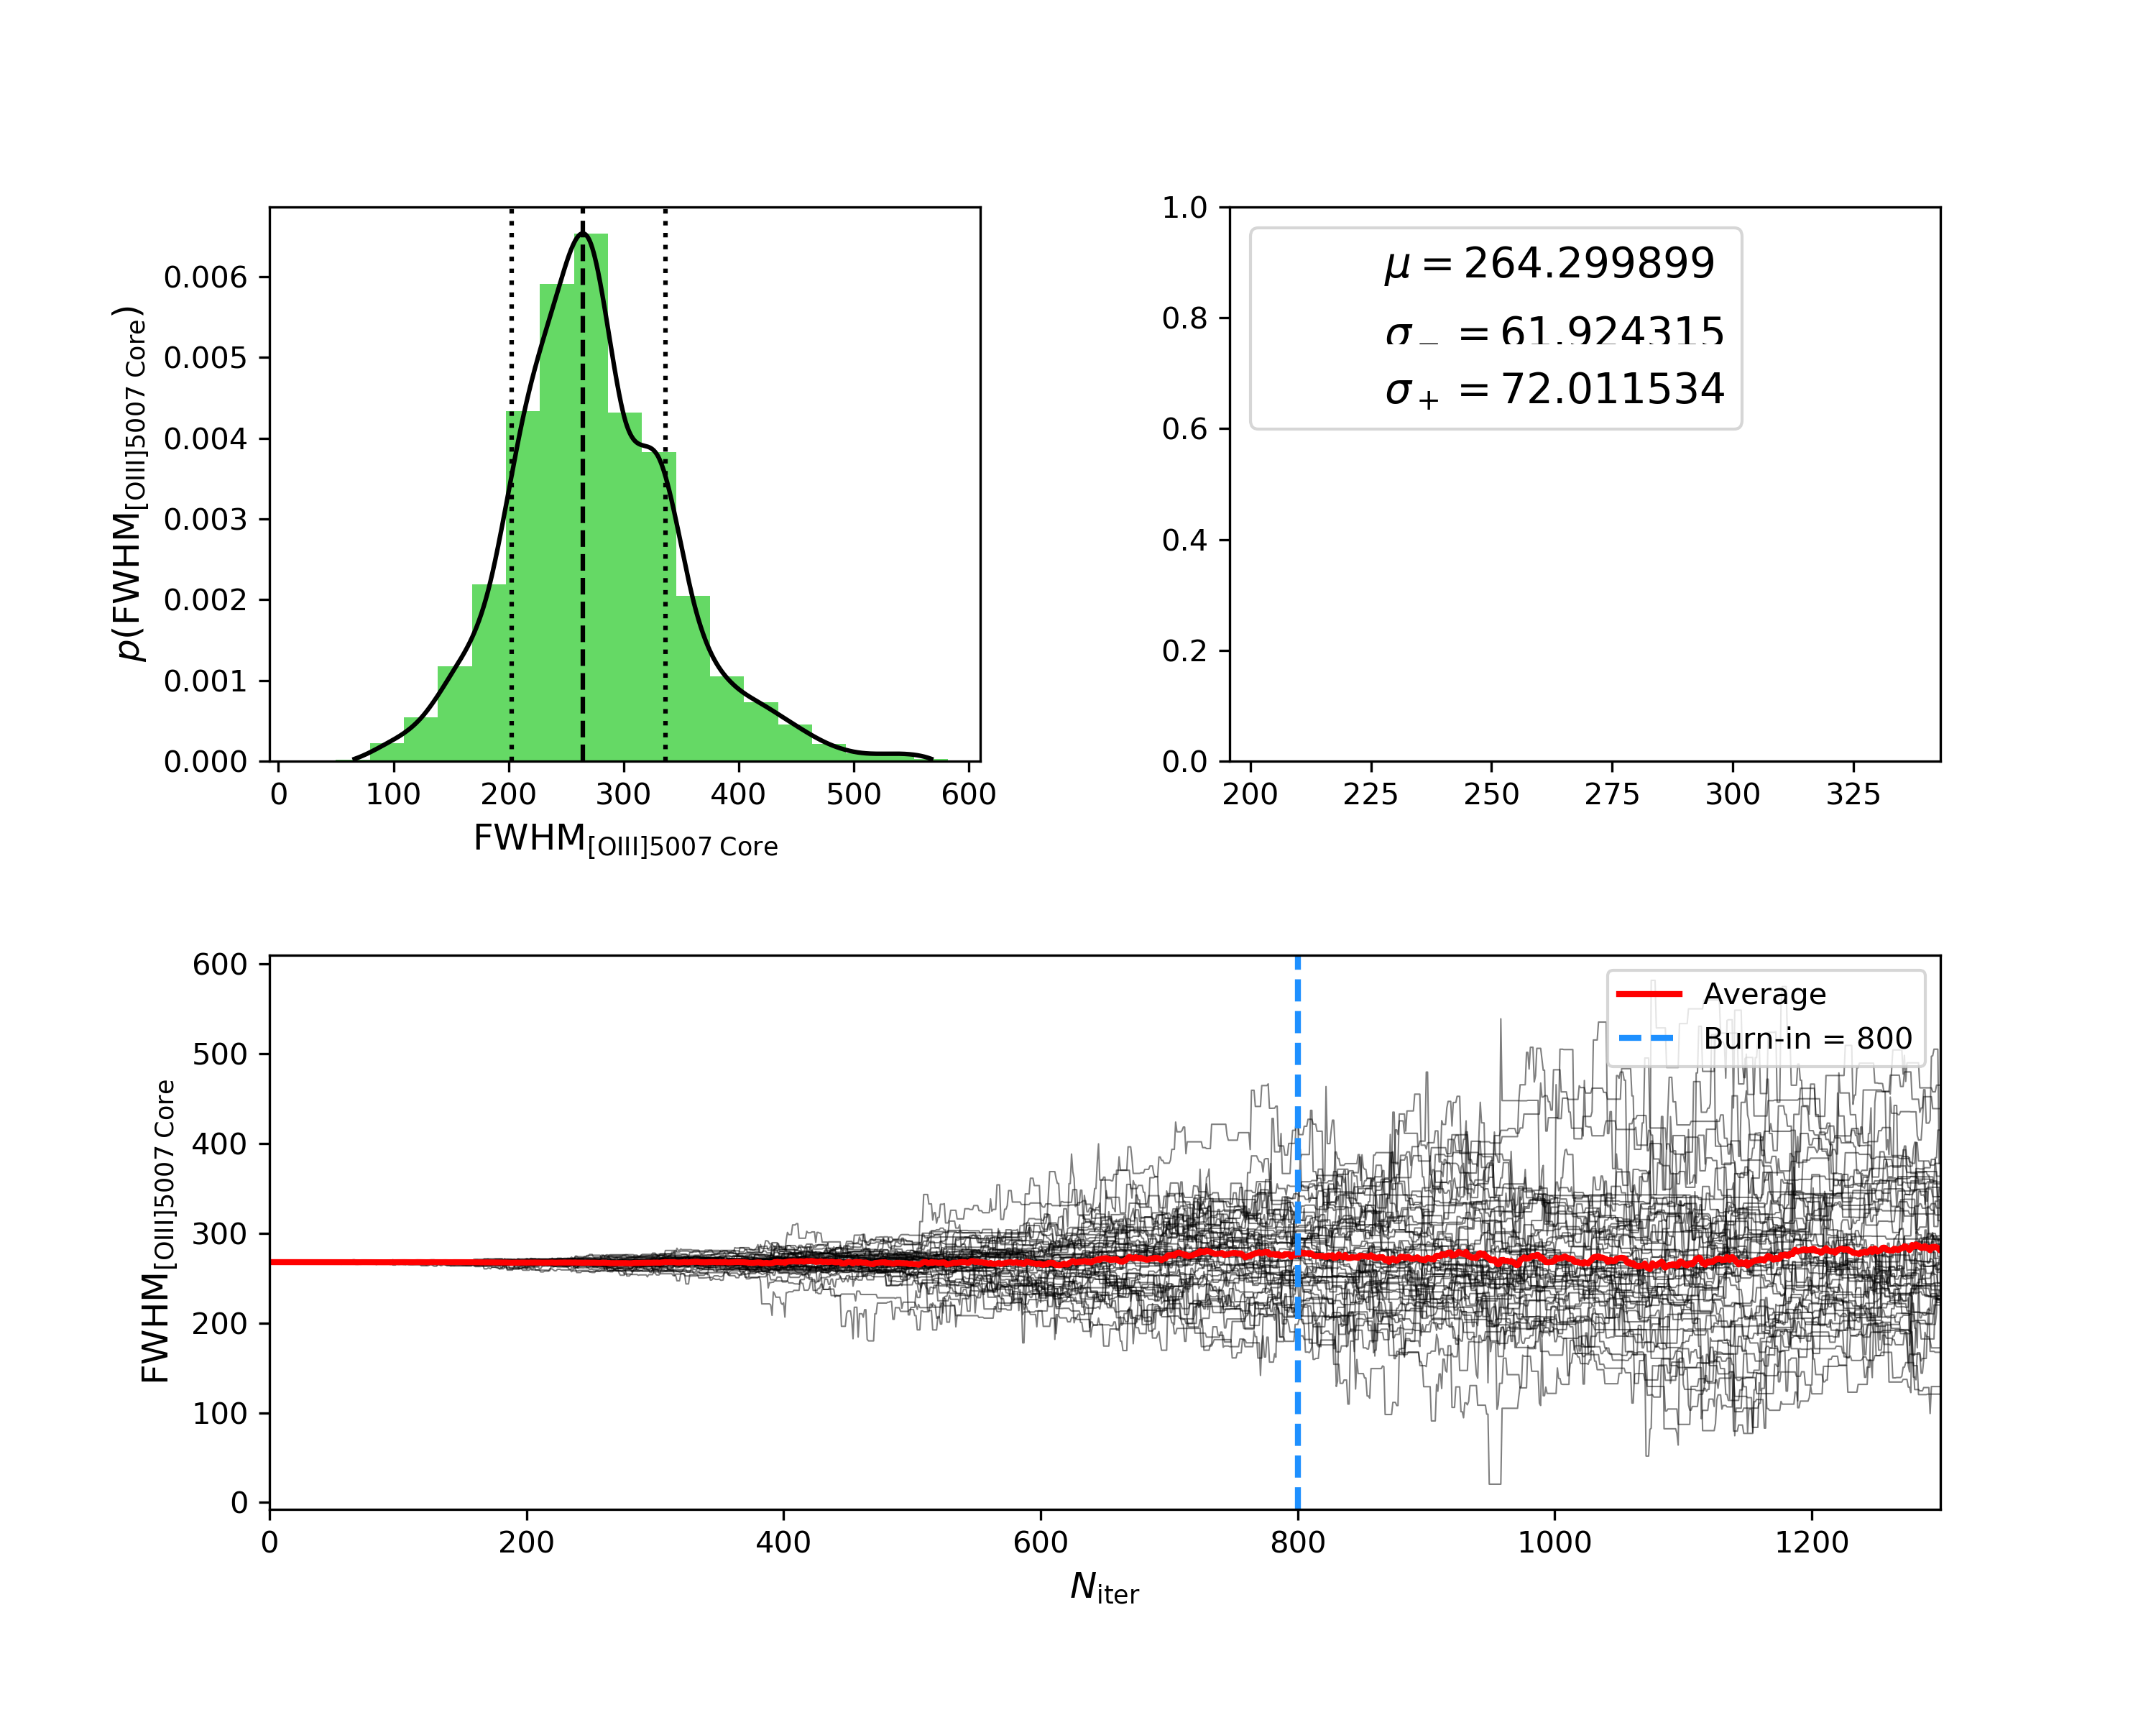 p(FWHM[OIII]5007 Core)
0.006
0.005
0.004
0.003
0.002
0.001
0.000
0 100 200 300 400 500 600
FWHM[OIII]5007 Core
1.0
0.8
0.6
0.4
0.2
0.0
μ = 264.299899
σ− = 61.924315
σ+ = 72.011534
200 225 250 275 300 325
FWHM[OIII]5007 Core
600
500
400
300
200
100
0
Average
Burn-in = 800
0 200 400 600 800 1000 1200
Niter